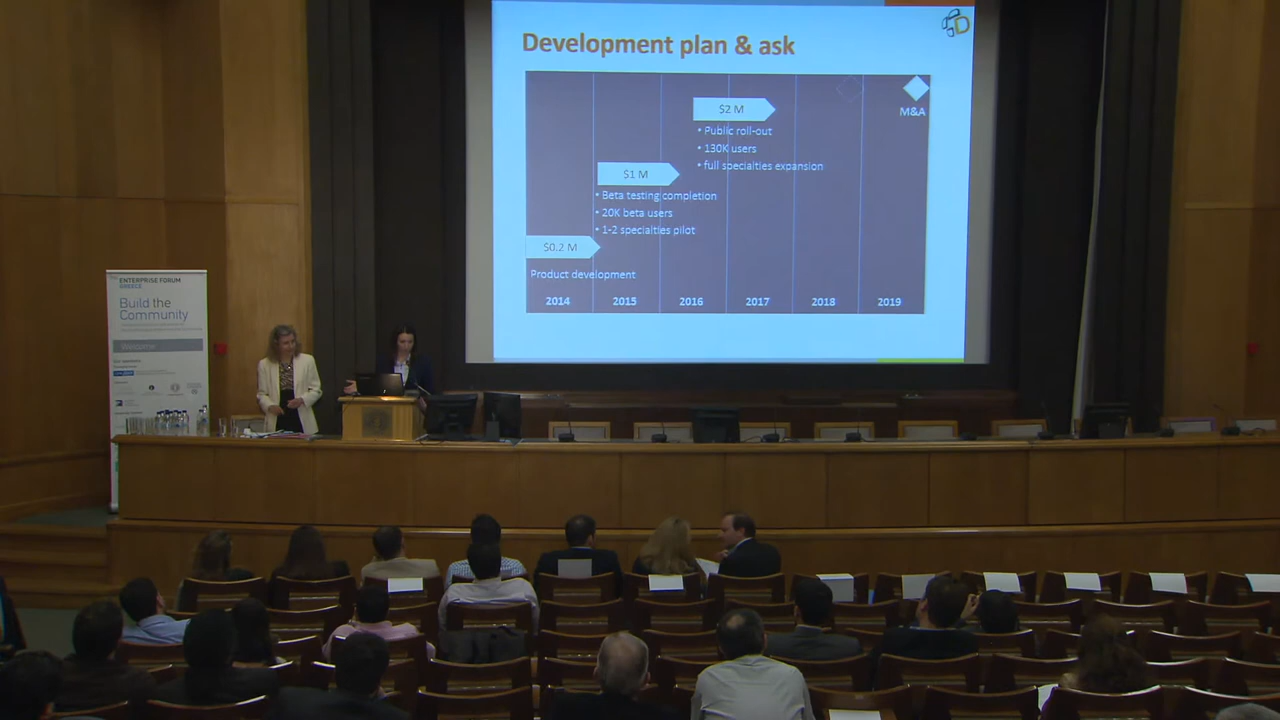 Development plan & ask
$2 M
M&A
• Public roll-out
• 130K users
• full specialties expansion
$1 M
• Beta testing completion
• 20K beta users
• 1-2 specialties pilot
$0.2 M
Product development
2014 2015 2016 2017 2018 2019
D
ENTERPRISE FORUM
GREECE
Build the
Community
Welcome